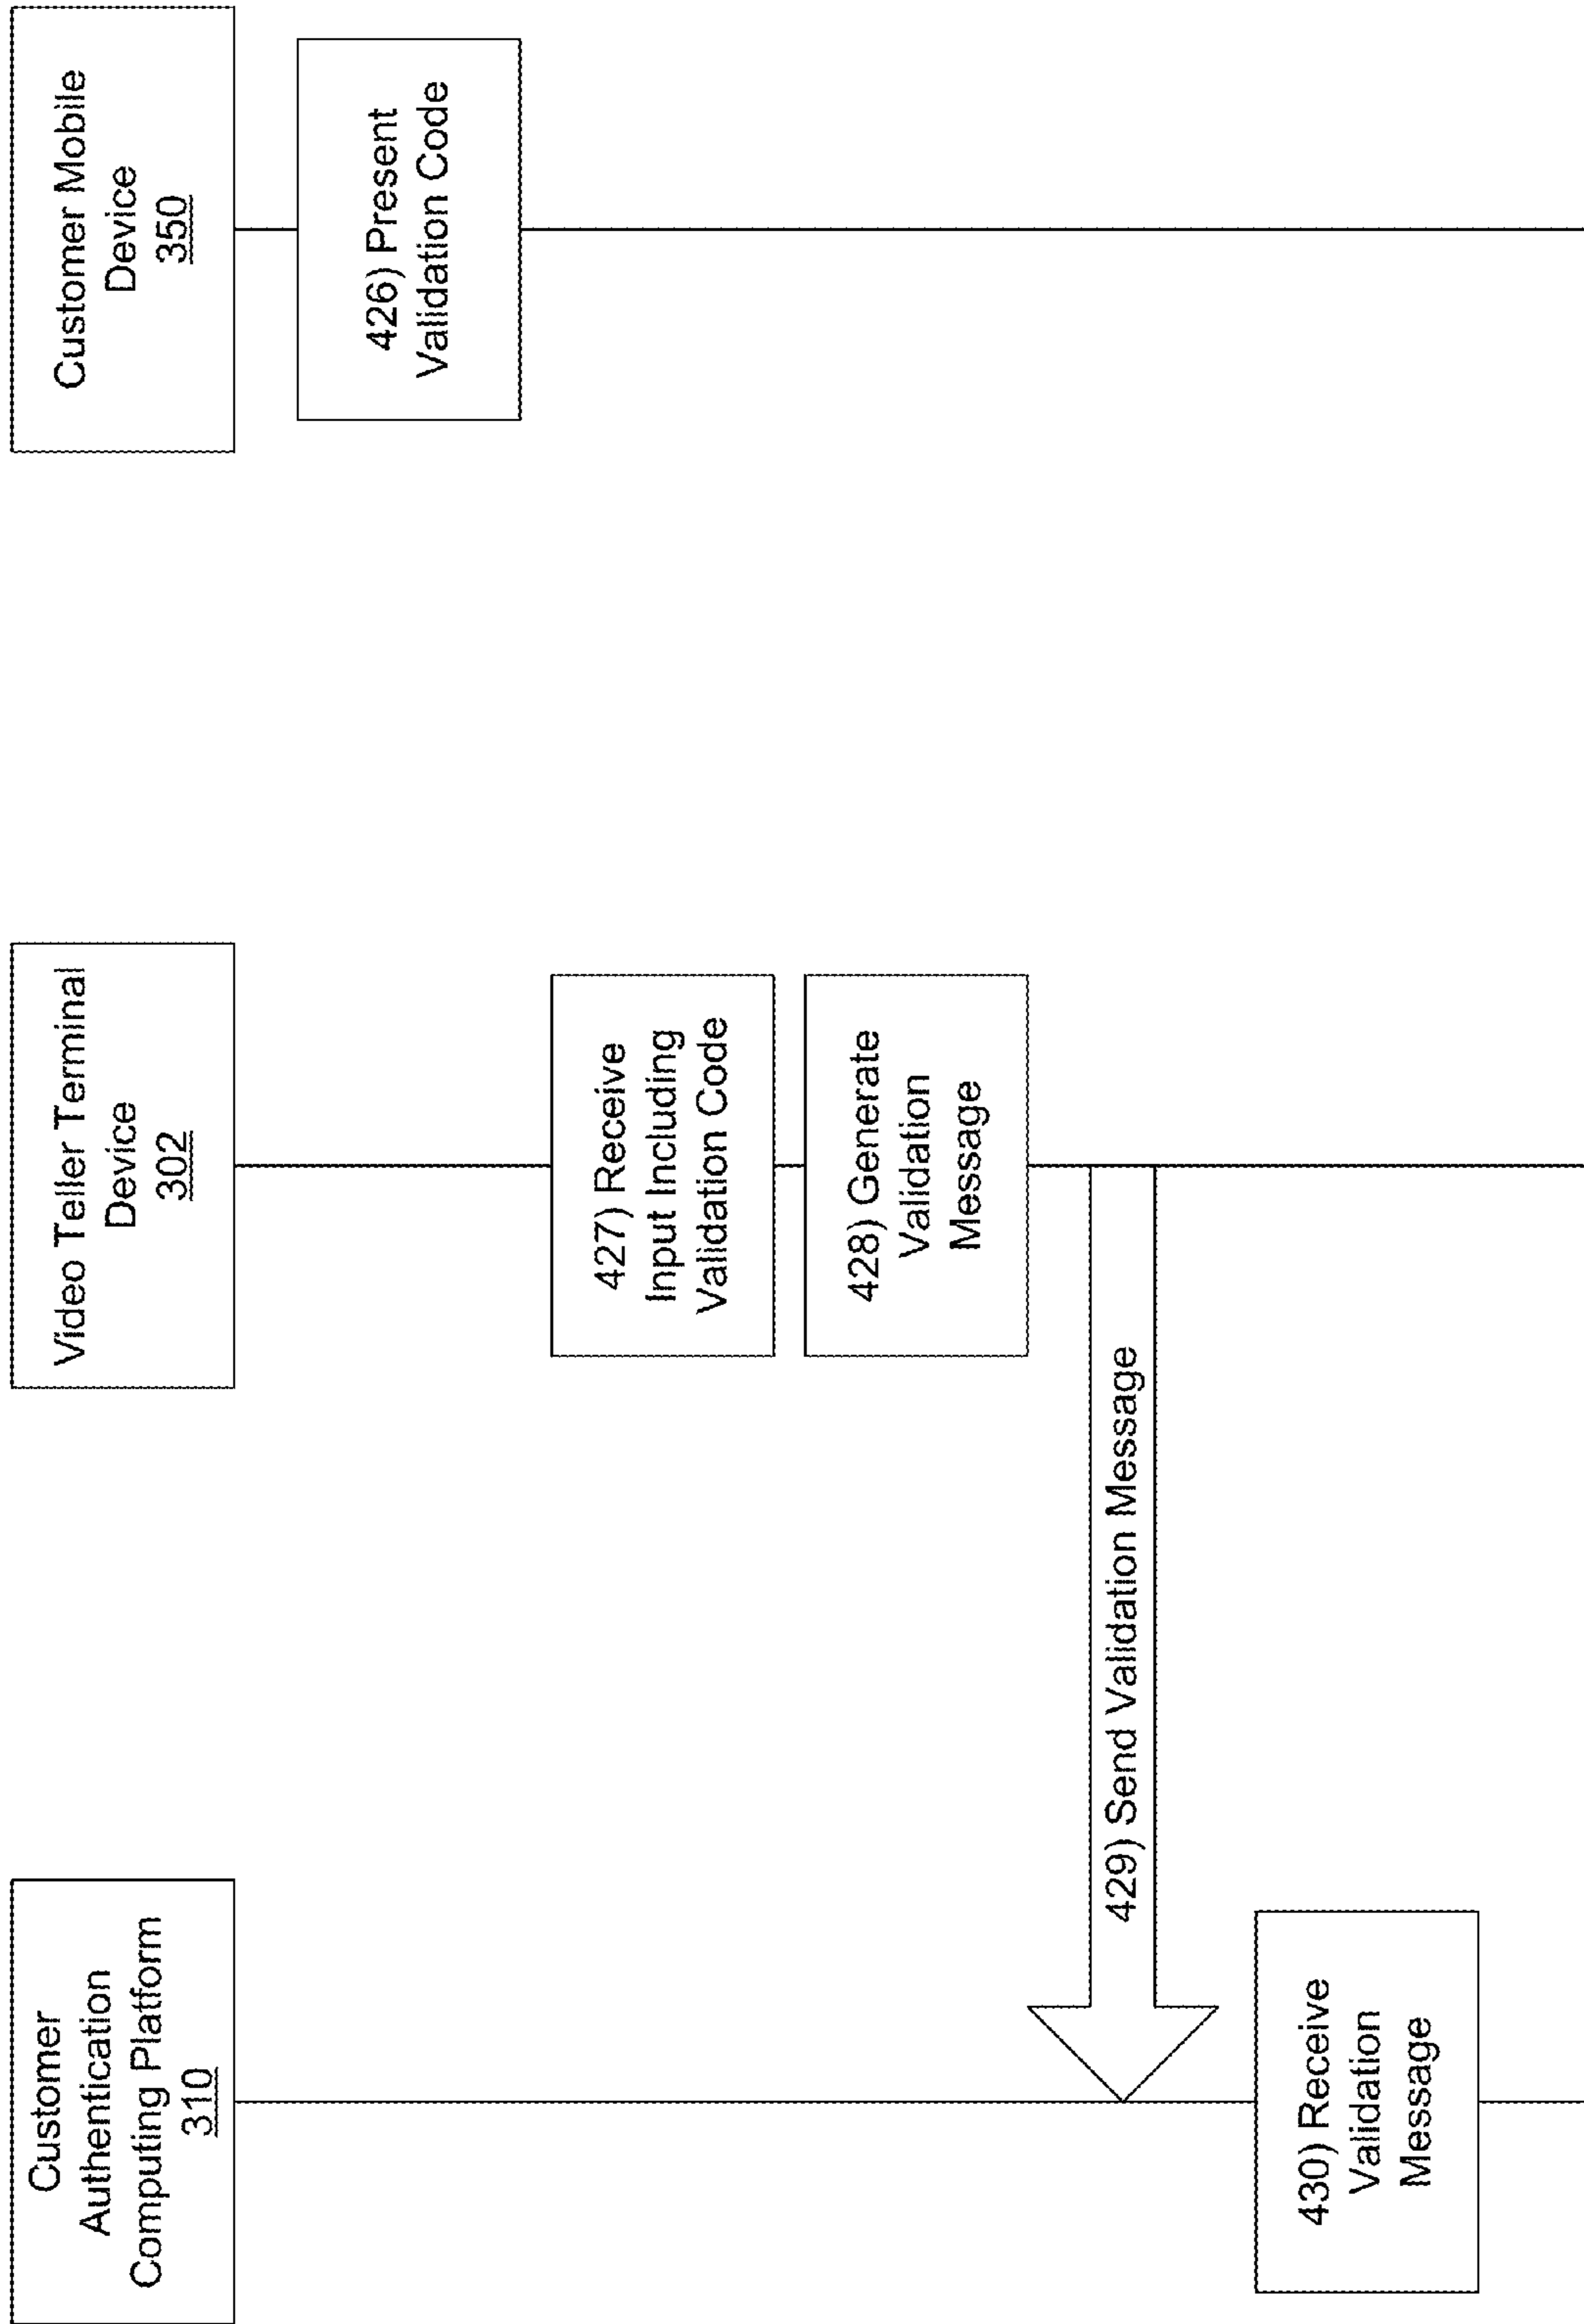 Customer
Authentication
Computing Platform
310
Video Teller Terminal
Device
302
Customer Mobile
Device
350
426) Present
Validation Code
427) Receive
Input Including
Validation Code
428) Generate
Validation
Message
429) Send Validation Message
430) Receive
Validation
Message